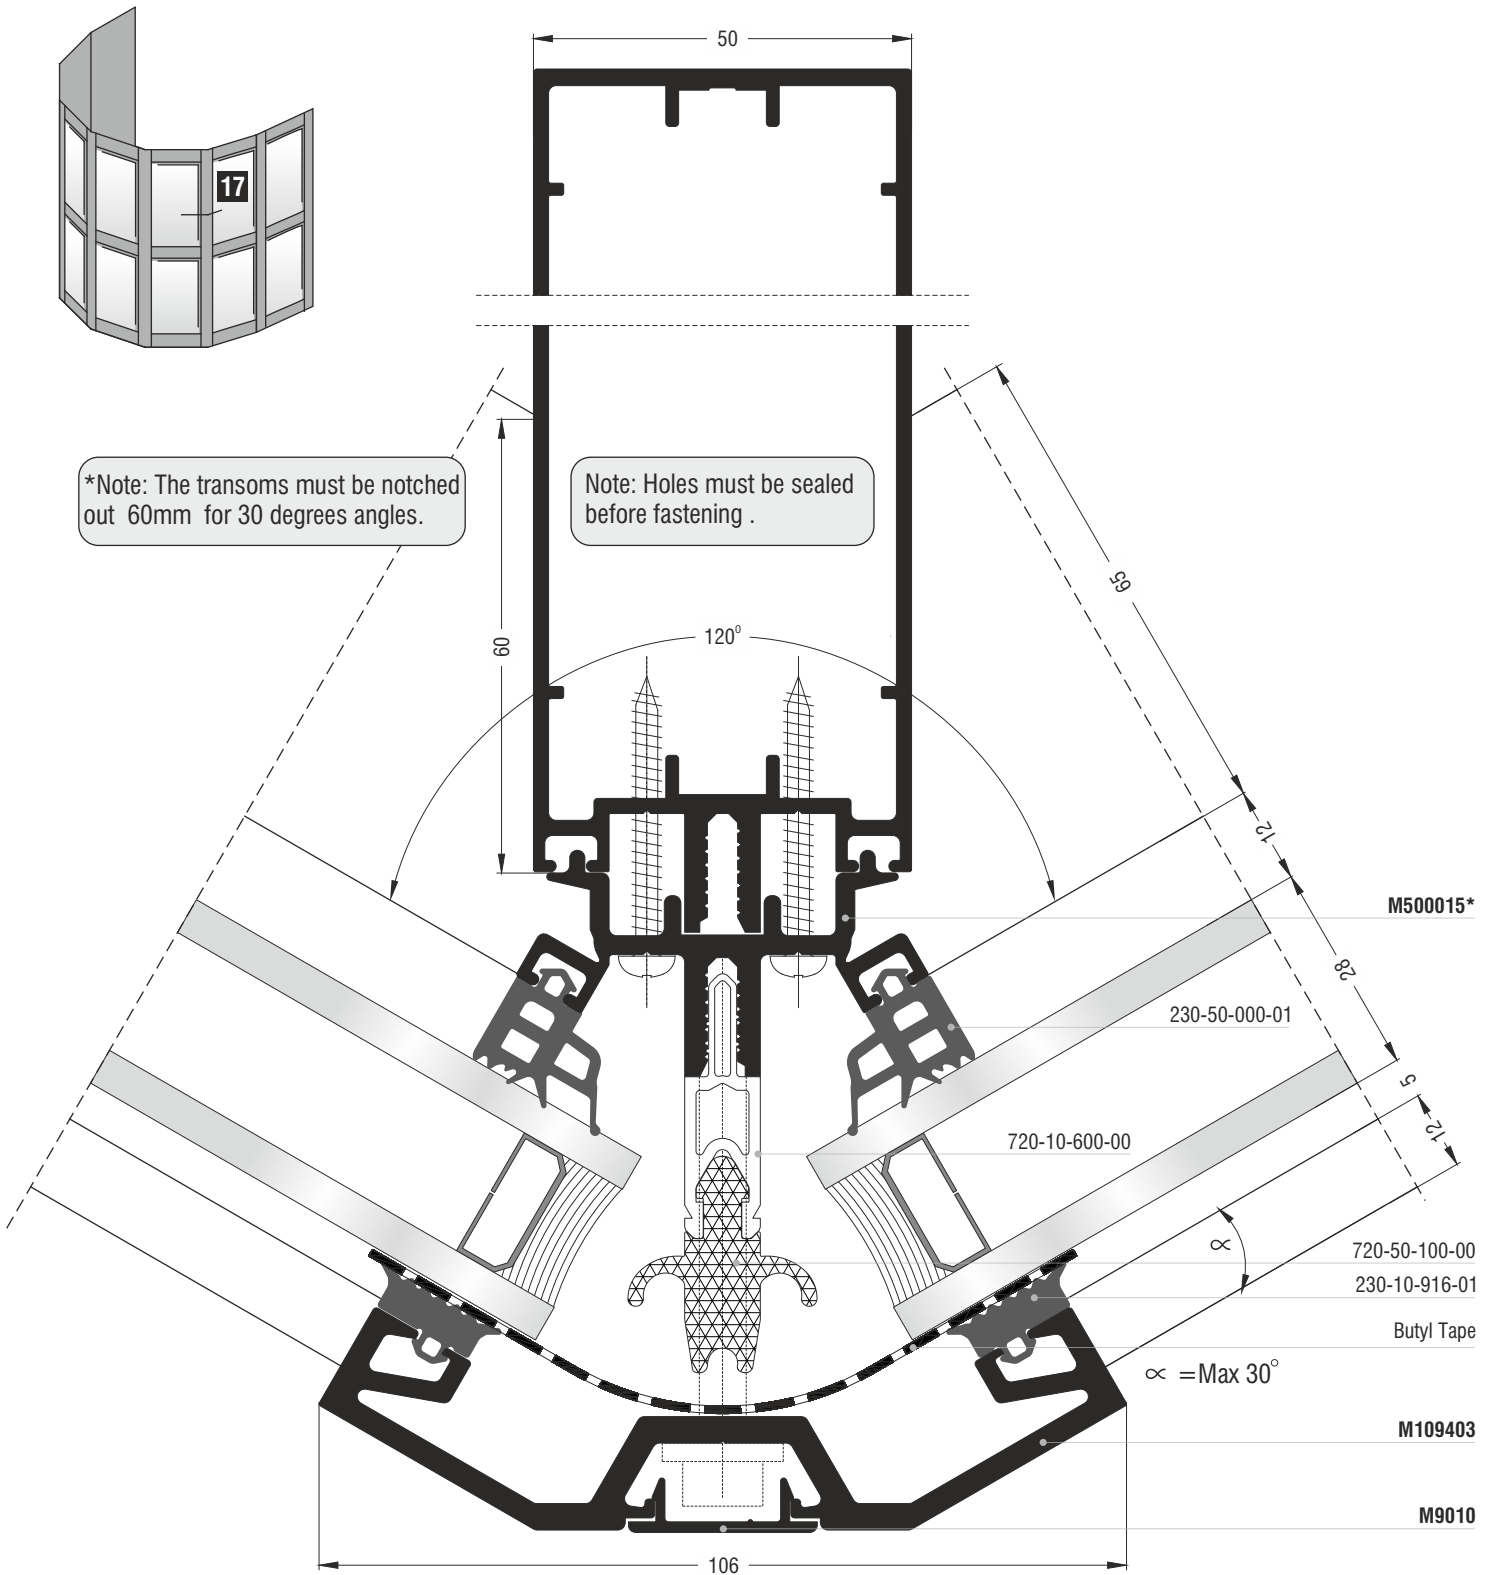 50
17
*Note: The transoms must be notched
out 60mm for 30 degrees angles.
Note: Holes must be sealed
before fastening .
65
60
120⁰
12
M500015*
28
230-50-000-01
5
12
720-10-600-00
∝
720-50-100-00
230-10-916-01
Butyl Tape
∝ =Max 30°
M109403
M9010
106